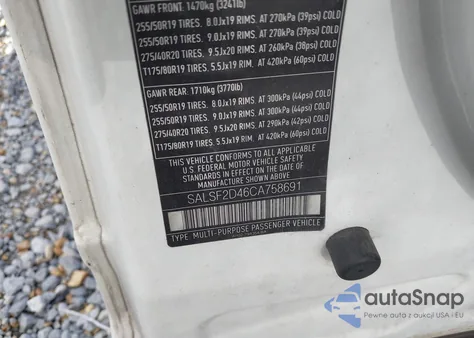 GAWR FRONT: 1470kg (3241lb)
255/50R19 TIRES. 8.0Jx19 RIMS. AT 270kPa (39psi) COLD
255/50R19 TIRES. 9.0Jx19 RIMS. AT 270kPa (39psi) COLD
275/40R20 TIRES. 9.5Jx20 RIMS. AT 260kPa (38psi) COLD
T175/80R19 TIRES. 5.5Jx19 RIM. AT 420kPa (60psi) COLD
GAWR REAR: 1710kg (3770lb)
255/50R19 TIRES. 8.0Jx19 RIMS. AT 300kPa (44psi) COLD
255/50R19 TIRES. 9.0Jx19 RIMS. AT 300kPa (44psi) COLD
275/40R20 TIRES. 9.5Jx20 RIMS. AT 290kPa (42psi) COLD
T175/80R19 TIRES. 5.5Jx19 RIM. AT 420kPa (60psi) COLD
THIS VEHICLE CONFORMS TO ALL APPLICABLE
U.S. FEDERAL MOTOR VEHICLE SAFETY AND
THEFT PREVENTION STANDARDS IN EFFECT ON
THE DATE OF MANUFACTURE SHOWN ABOVE.
SALSF2D46CA758691
TYPE: MULTI-PURPOSE PASSENGER VEHICLE
autoSnap
Pewne auta z aukcji USA i EU